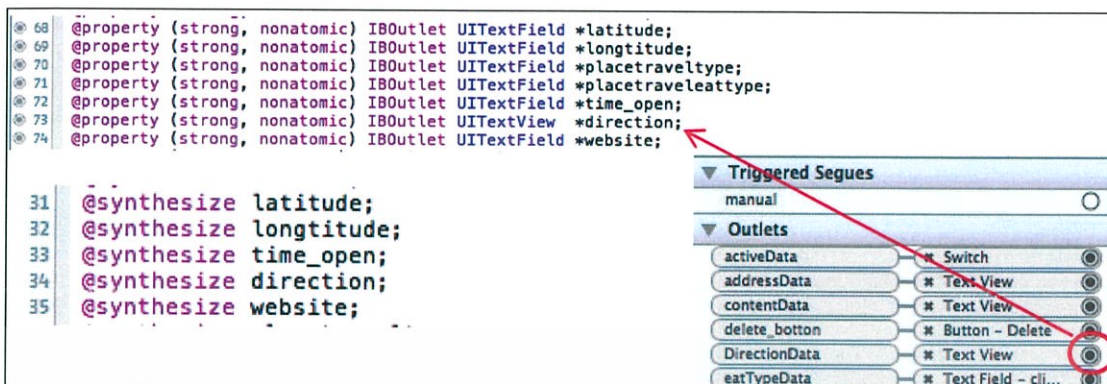 68 @property (strong, nonatomic) IBOutlet UITextField *latitude;
69 @property (strong, nonatomic) IBOutlet UITextField *longtitude;
70 @property (strong, nonatomic) IBOutlet UITextField *placetraveltype;
71 @property (strong, nonatomic) IBOutlet UITextField *placetraveleattype;
72 @property (strong, nonatomic) IBOutlet UITextField *time_open;
73 @property (strong, nonatomic) IBOutlet UITextView *direction;
74 @property (strong, nonatomic) IBOutlet UITextField *website;
31 @synthesize latitude;
32 @synthesize longtitude;
33 @synthesize time_open;
34 @synthesize direction;
35 @synthesize website;
Triggered Segues
manual
Outlets
activeData Switch
addressData Text View
contentData Text View
delete_botton Button - Delete
DirectionData Text View
eatTypeData Text Field - cli...